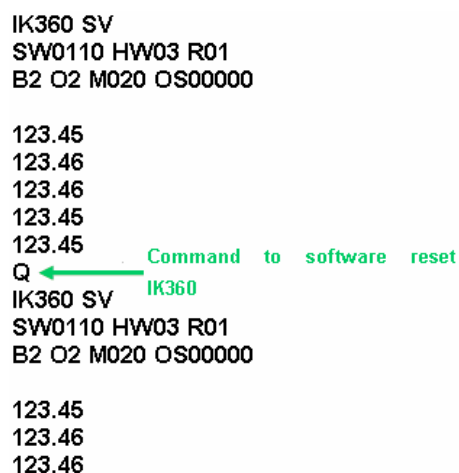 IK360 SV
SW0110 HW03 R01
B2 O2 M020 OS00000
123.45
123.46
123.46
123.45
123.45
Q
Command to software reset
IK360
IK360 SV
SW0110 HW03 R01
B2 O2 M020 OS00000
123.45
123.46
123.46